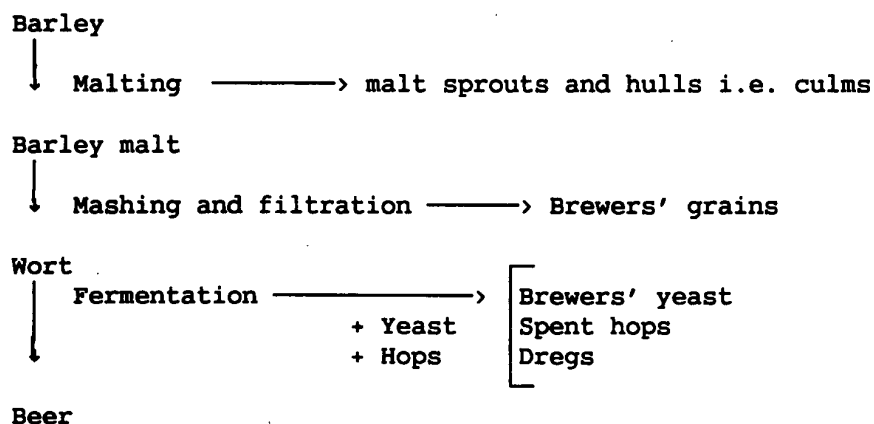 Barley
Malting → malt sprouts and hulls i.e. culms
Barley malt
Mashing and filtration → Brewers' grains
Wort
Fermentation → Brewers' yeast
+ Yeast Spent hops
+ Hops Dregs
Beer